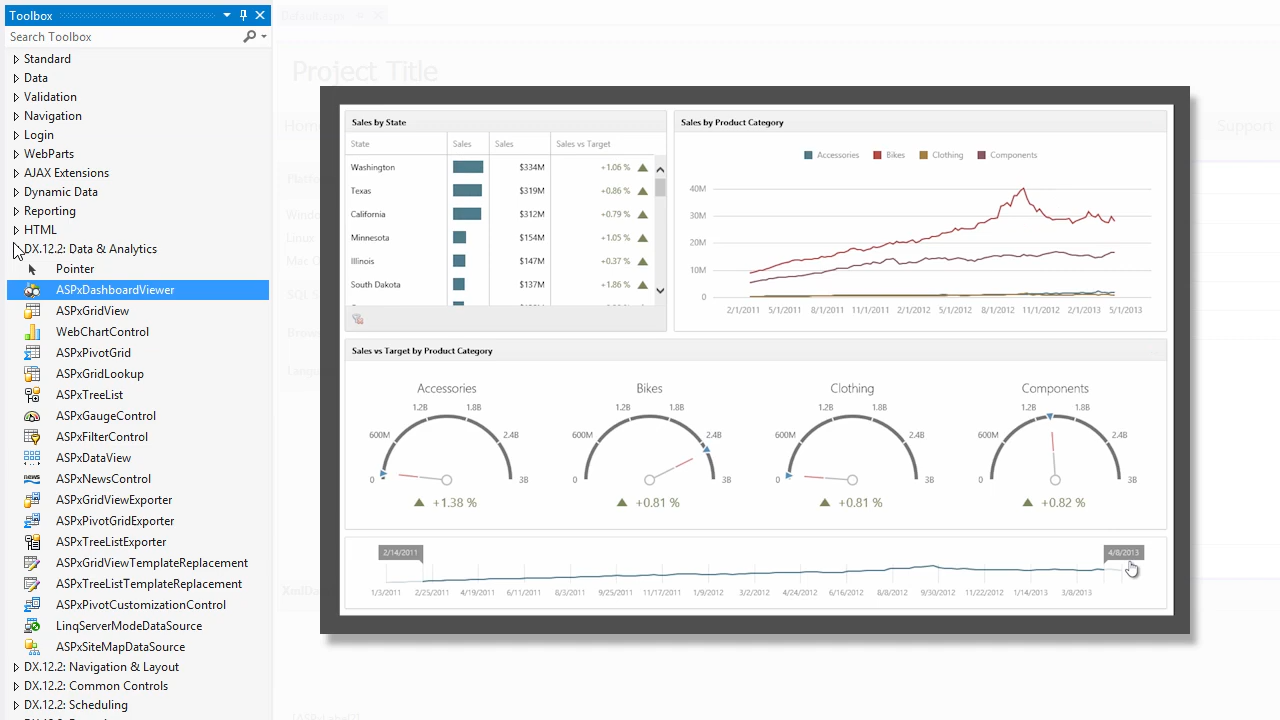 Toolbox
Search Toolbox
Standard
Data
Validation
Navigation
Login
WebParts
AJAX Extensions
Dynamic Data
Reporting
HTML
DX.12.2: Data & Analytics
Pointer
ASPxDashboardViewer
ASPxGridView
WebChartControl
ASPxPivotGrid
ASPxGridLookup
ASPxTreeList
ASPxGaugeControl
ASPxFilterControl
ASPxDataView
NEWS
ASPxNewsControl
ASPxGridViewExporter
ASPxPivotGridExporter
ASPxTreeListExporter
ASPxGridViewTemplateReplacement
ASPxTreeListTemplateReplacement
ASPxPivotCustomizationControl
LinqServerModeDataSource
ASPxSiteMapDataSource
DX.12.2: Navigation & Layout
DX.12.2: Common Controls
DX.12.2: Scheduling
Project Title
Support
Sales by State
State Sales Sales Sales vs Target
Washington $334M +1.06 %
Texas $319M +0.86 %
California $312M +0.79 %
Minnesota $154M +1.05 %
Illinois $147M +0.37 %
South Dakota $137M +1.86 %
Sales by Product Category
Accessories Bikes Clothing Components
40M
30M
20M
10M
0
2/1/2011 5/1/2011 8/1/2011 11/1/2011 2/1/2012 5/1/2012 8/1/2012 11/1/2012 2/1/2013 5/1/2013
Sales vs Target by Product Category
Accessories Bikes Clothing Components
1.2B 1.8B 1.2B 1.8B 1.2B 1.8B 1.2B 1.8B
600M 2.4B 600M 2.4B 600M 2.4B 600M 2.4B
0 3B 0 3B 0 3B 0 3B
+1.38 % +0.81 % +0.81 % +0.82 %
2/14/2011 4/8/2013
1/3/2011 2/25/2011 4/19/2011 6/11/2011 8/3/2011 9/25/2011 11/17/2011 1/9/2012 3/2/2012 4/24/2012 6/16/2012 8/8/2012 9/30/2012 11/22/2012 1/14/2013 3/8/2013